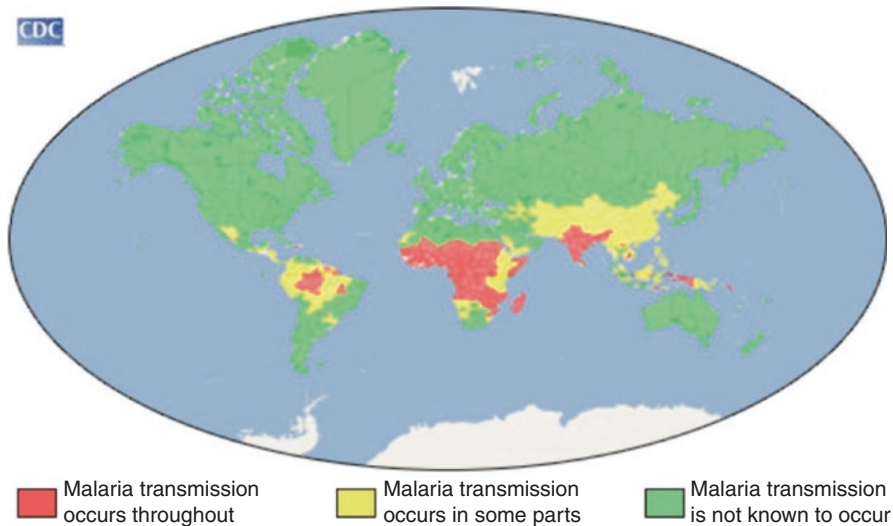 CDC
Malaria transmission
occurs throughout
Malaria transmission
occurs in some parts
Malaria transmission
is not known to occur